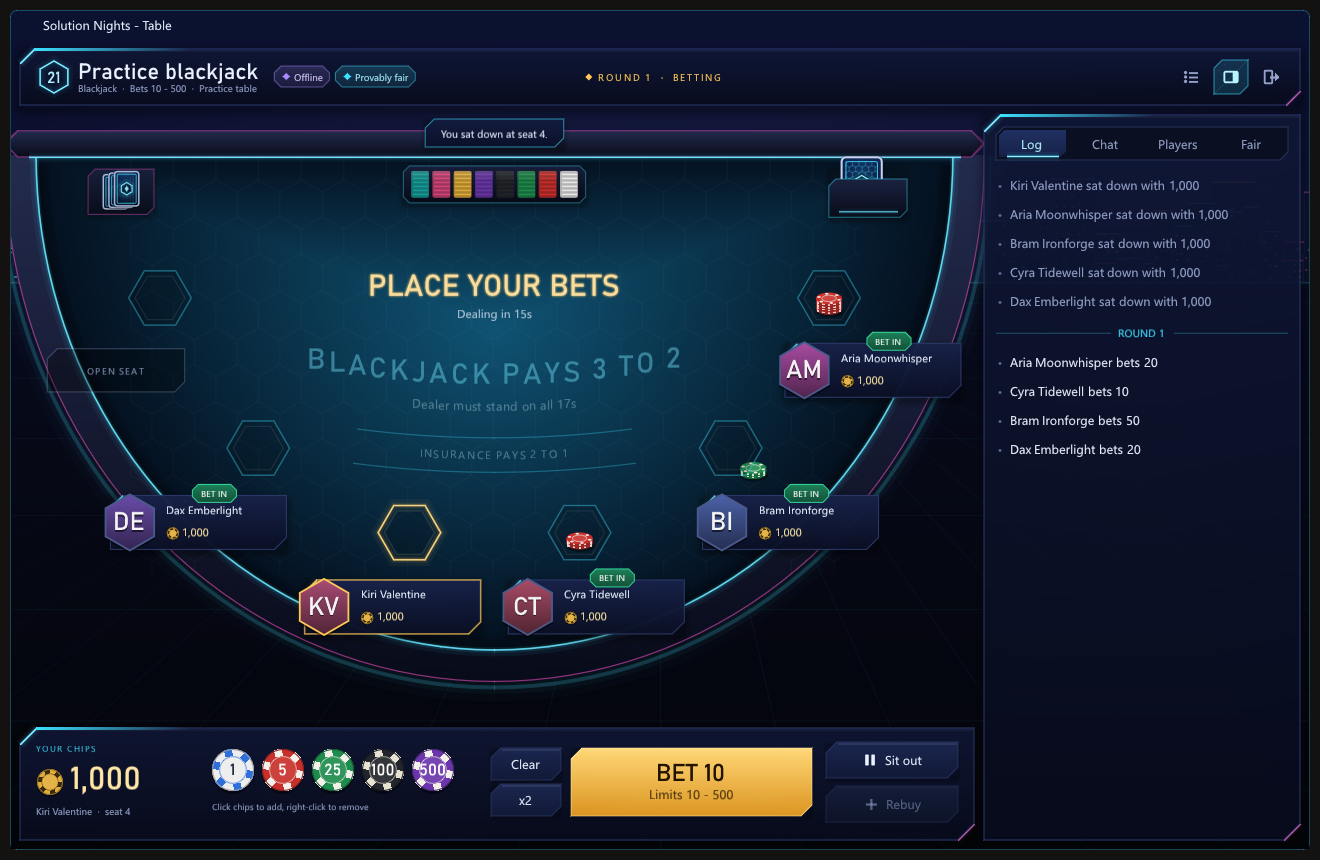 Solution Nights - Table
21
Practice blackjack
Blackjack · Bets 10 - 500 · Practice table
Offline
Provably fair
ROUND 1 · BETTING
You sat down at seat 4.
PLACE YOUR BETS
Dealing in 15s
BLACKJACK PAYS 3 TO 2
Dealer must stand on all 17s
INSURANCE PAYS 2 TO 1
OPEN SEAT
BET IN
AM
Aria Moonwhisper
1,000
BET IN
DE
Dax Emberlight
1,000
BET IN
BI
Bram Ironforge
1,000
KV
Kiri Valentine
1,000
BET IN
CT
Cyra Tidewell
1,000
YOUR CHIPS
1,000
Kiri Valentine · seat 4
1 5 25 100 500
Click chips to add, right-click to remove
Clear
x2
BET 10
Limits 10 - 500
Sit out
Rebuy
Log Chat Players Fair
Kiri Valentine sat down with 1,000
Aria Moonwhisper sat down with 1,000
Bram Ironforge sat down with 1,000
Cyra Tidewell sat down with 1,000
Dax Emberlight sat down with 1,000
ROUND 1
Aria Moonwhisper bets 20
Cyra Tidewell bets 10
Bram Ironforge bets 50
Dax Emberlight bets 20